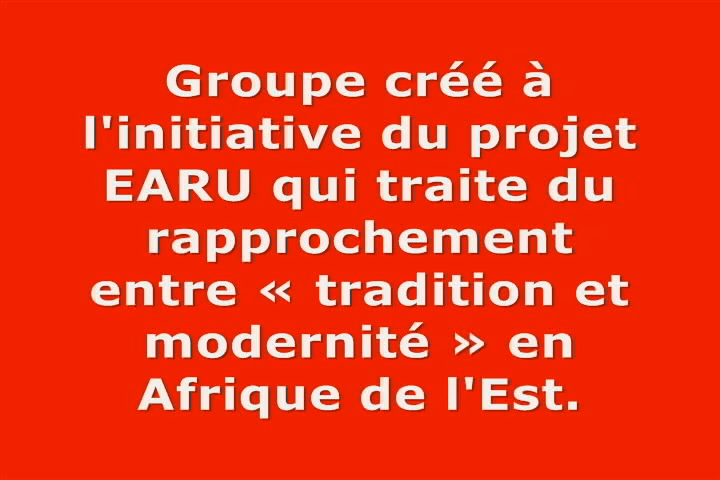 Groupe créé à
l'initiative du projet
EARU qui traite du
rapprochement
entre « tradition et
modernité » en
Afrique de l'Est.